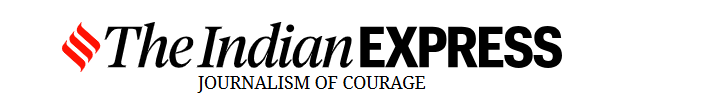 The Indian EXPRESS
JOURNALISM OF COURAGE